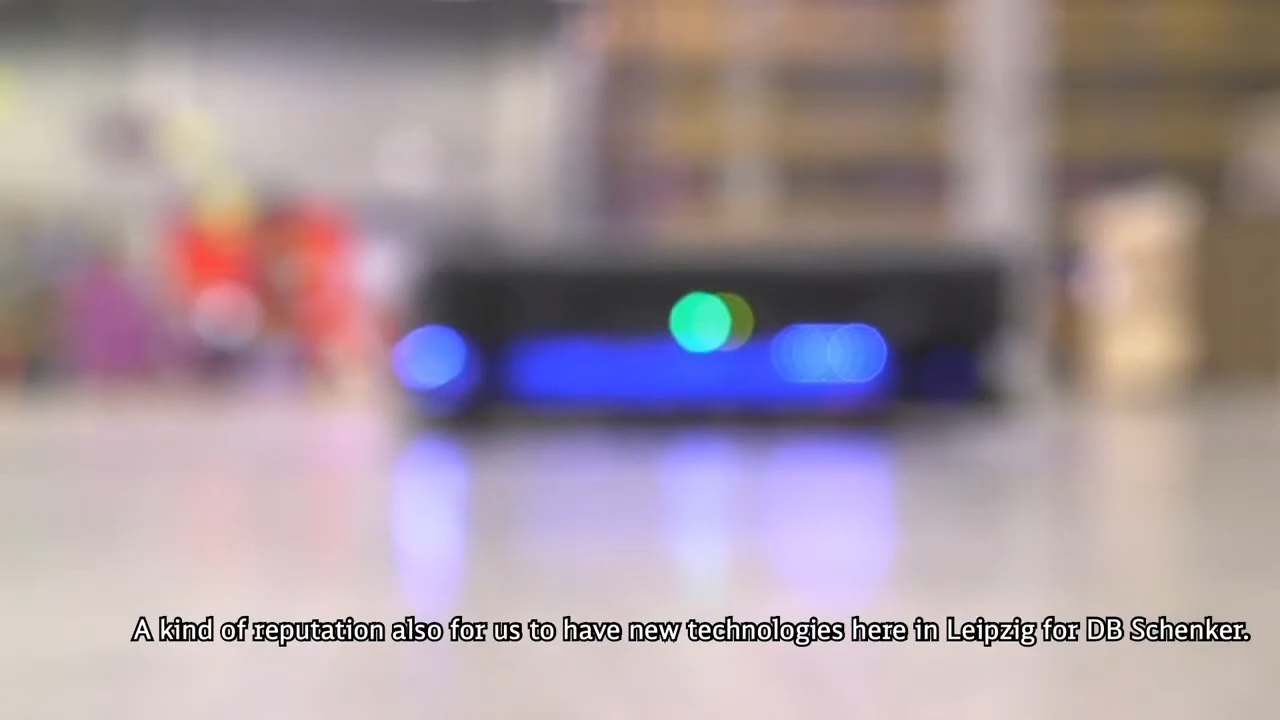 A kind of reputation also for us to have new technologies here in Leipzig for DB Schenker.